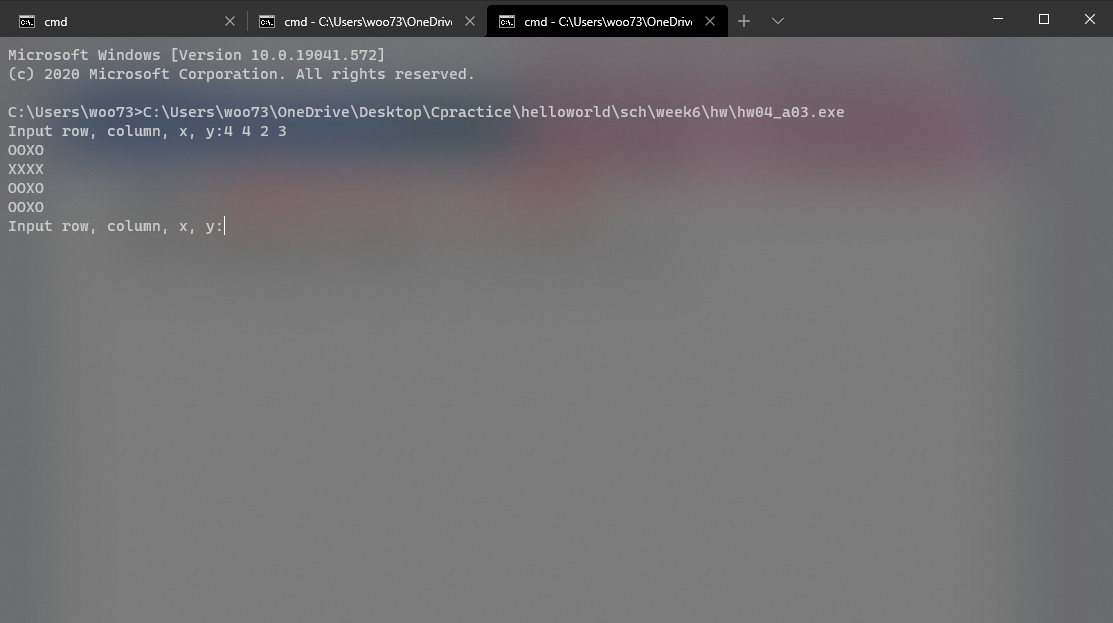 cmd
cmd - C:\Users\woo73\OneDriv
cmd - C:\Users\woo73\OneDriv
Microsoft Windows [Version 10.0.19041.572]
(c) 2020 Microsoft Corporation. All rights reserved.
C:\Users\woo73>C:\Users\woo73\OneDrive\Desktop\Cpractice\helloworld\sch\week6\hw\hw04_a03.exe
Input row, column, x, y:4 4 2 3
OOXO
XXXX
OOXO
OOXO
Input row, column, x, y: